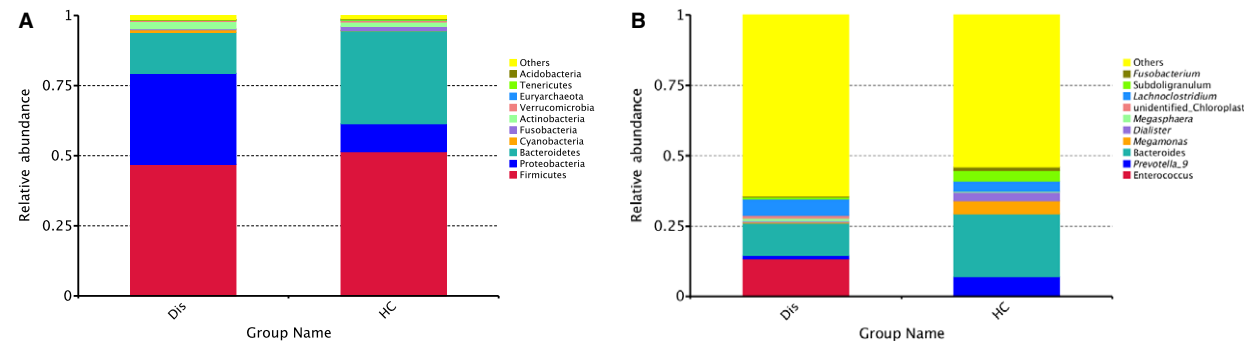 A
Relative abundance
1
0.75
0.5
0.25
0
Dis
HC
Group Name
Others
Acidobacteria
Tenericutes
Euryarchaeota
Verrucomicrobia
Actinobacteria
Fusobacteria
Cyanobacteria
Bacteroidetes
Proteobacteria
Firmicutes
B
Relative abundance
1
0.75
0.5
0.25
0
Dis
HC
Group Name
Others
Fusobacterium
Subdoligranulum
Lachnoclostridium
unidentified_Chloroplast
Megasphaera
Dialister
Megamonas
Bacteroides
Prevotella_9
Enterococcus